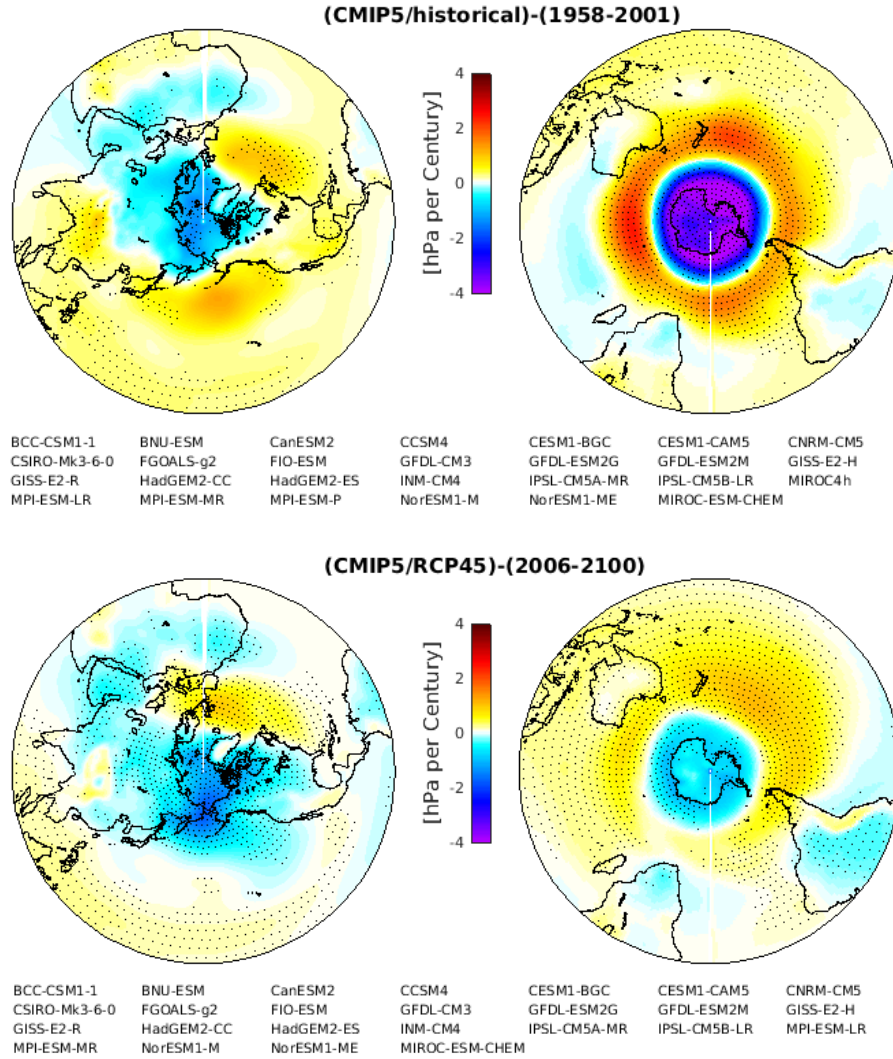 (CMIP5/historical)-(1958-2001)
4
2
0
-2
-4
[hPa per Century]
BCC-CSM1-1 BNU-ESM CanESM2 CCSM4 CESM1-BGC CESM1-CAM5 CNRM-CM5
CSIRO-Mk3-6-0 FGOALS-g2 FIO-ESM GFDL-CM3 GFDL-ESM2G GFDL-ESM2M GISS-E2-H
GISS-E2-R HadGEM2-CC HadGEM2-ES INM-CM4 IPSL-CM5A-MR IPSL-CM5B-LR MIROC4h
MPI-ESM-LR MPI-ESM-MR MPI-ESM-P NorESM1-M NorESM1-ME MIROC-ESM-CHEM
(CMIP5/RCP45)-(2006-2100)
4
2
0
-2
-4
[hPa per Century]
BCC-CSM1-1 BNU-ESM CanESM2 CCSM4 CESM1-BGC CESM1-CAM5 CNRM-CM5
CSIRO-Mk3-6-0 FGOALS-g2 FIO-ESM GFDL-CM3 GFDL-ESM2G GFDL-ESM2M GISS-E2-H
GISS-E2-R HadGEM2-CC HadGEM2-ES INM-CM4 IPSL-CM5A-MR IPSL-CM5B-LR MPI-ESM-LR
MPI-ESM-MR NorESM1-M NorESM1-ME MIROC-ESM-CHEM